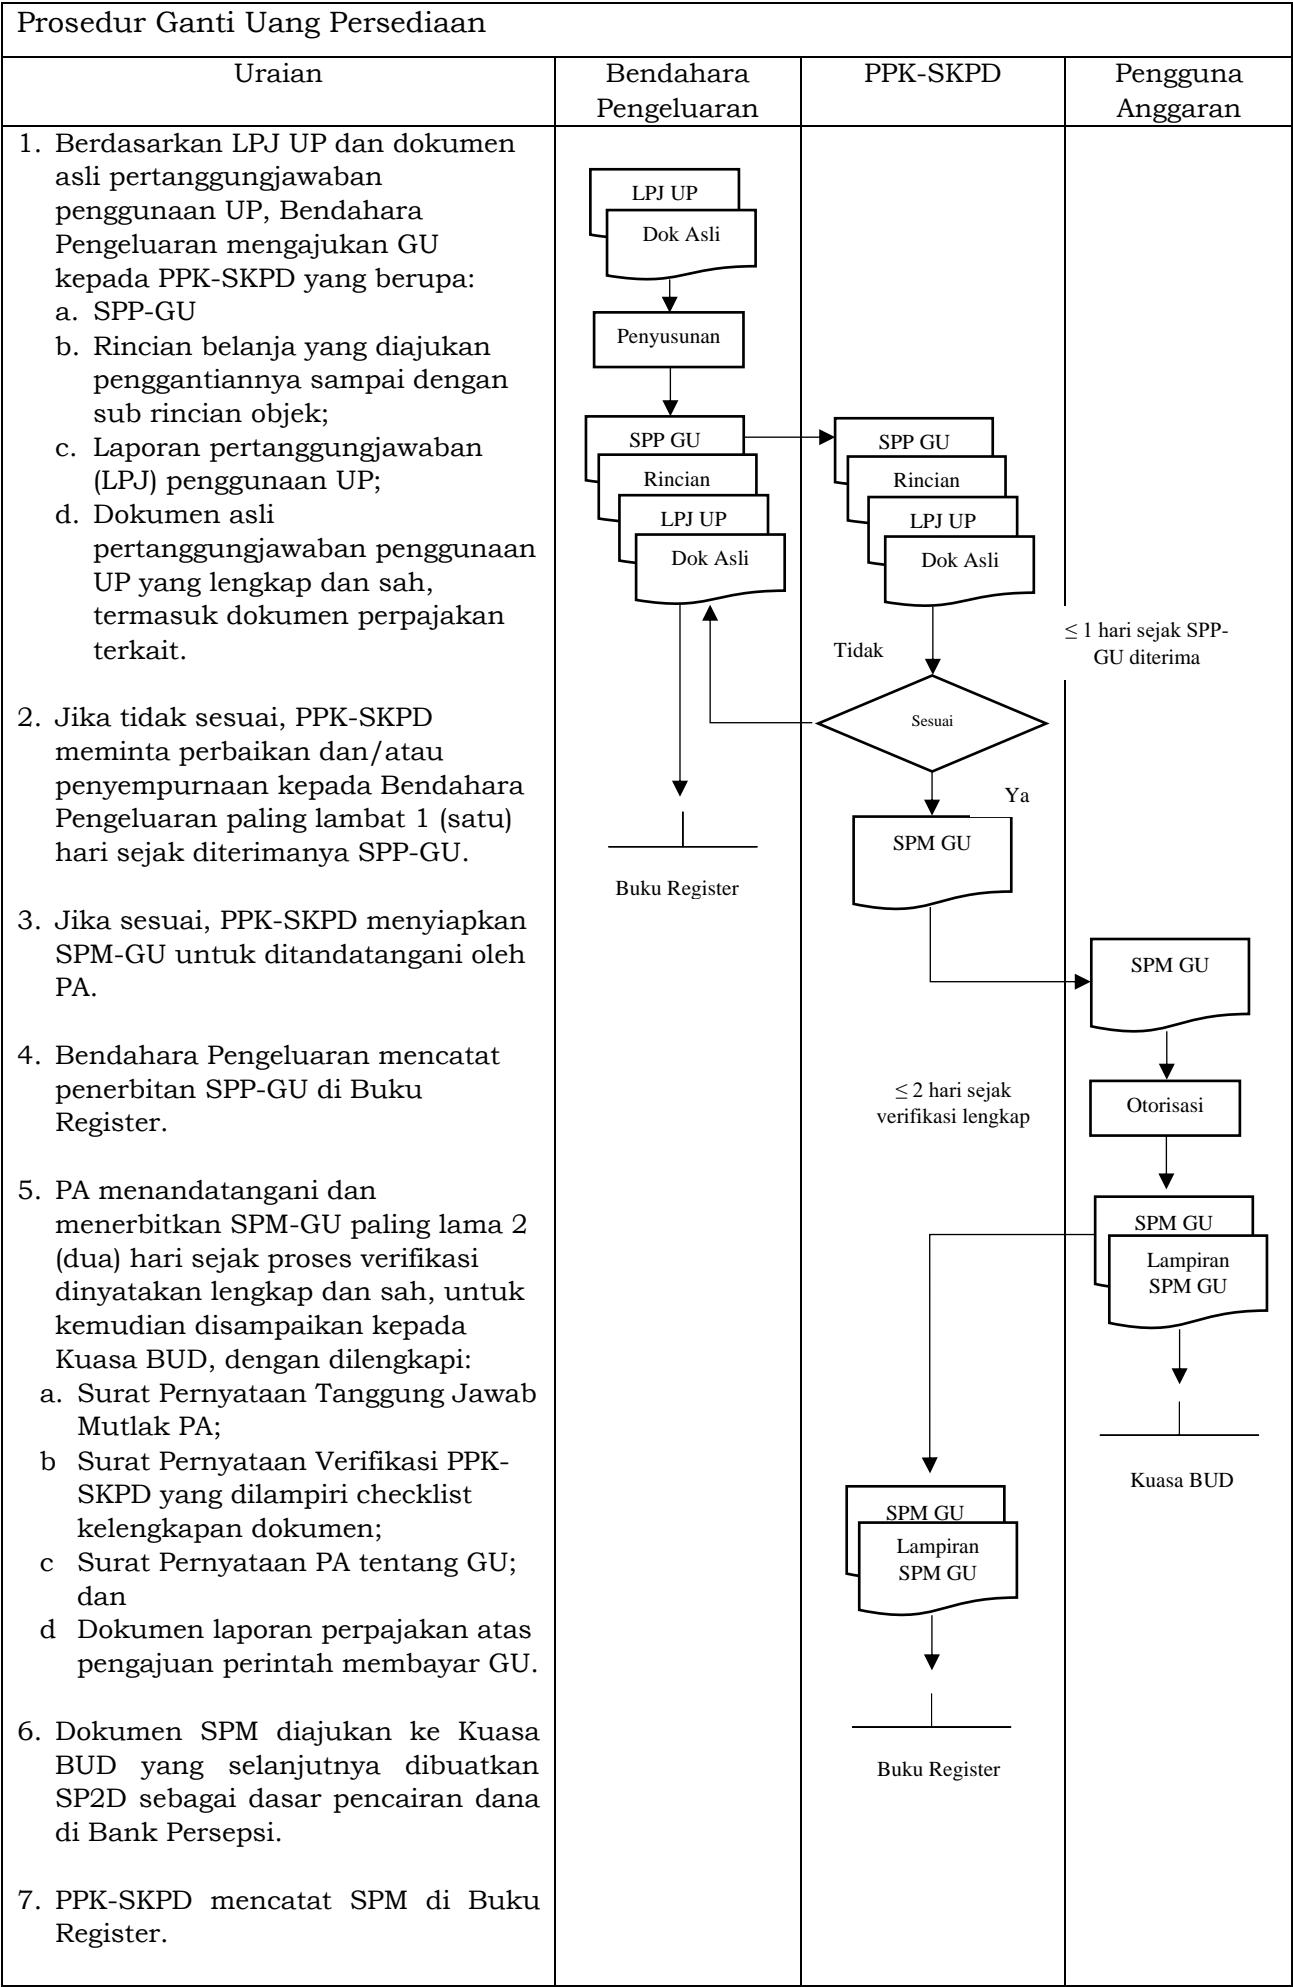 Prosedur Ganti Uang Persediaan
Uraian
Bendahara
Pengeluaran
PPK-SKPD
Pengguna
Anggaran
1. Berdasarkan LPJ UP dan dokumen
asli pertanggungjawaban
penggunaan UP, Bendahara
Pengeluaran mengajukan GU
kepada PPK-SKPD yang berupa:
a. SPP-GU
b. Rincian belanja yang diajukan
penggantiannya sampai dengan
sub rincian objek;
c. Laporan pertanggungjawaban
(LPJ) penggunaan UP;
d. Dokumen asli
pertanggungjawaban penggunaan
UP yang lengkap dan sah,
termasuk dokumen perpajakan
terkait.
2. Jika tidak sesuai, PPK-SKPD
meminta perbaikan dan/atau
penyempurnaan kepada Bendahara
Pengeluaran paling lambat 1 (satu)
hari sejak diterimanya SPP-GU.
3. Jika sesuai, PPK-SKPD menyiapkan
SPM-GU untuk ditandatangani oleh
PA.
4. Bendahara Pengeluaran mencatat
penerbitan SPP-GU di Buku
Register.
5. PA menandatangani dan
menerbitkan SPM-GU paling lama 2
(dua) hari sejak proses verifikasi
dinyatakan lengkap dan sah, untuk
kemudian disampaikan kepada
Kuasa BUD, dengan dilengkapi:
a. Surat Pernyataan Tanggung Jawab
Mutlak PA;
b Surat Pernyataan Verifikasi PPK-
SKPD yang dilampiri checklist
kelengkapan dokumen;
c Surat Pernyataan PA tentang GU;
dan
d Dokumen laporan perpajakan atas
pengajuan perintah membayar GU.
6. Dokumen SPM diajukan ke Kuasa
BUD yang selanjutnya dibuatkan
SP2D sebagai dasar pencairan dana
di Bank Persepsi.
7. PPK-SKPD mencatat SPM di Buku
Register.
LPJ UP
Dok Asli
Penyusunan
SPP GU
Rincian
LPJ UP
Dok Asli
Buku Register
SPP GU
Rincian
LPJ UP
Dok Asli
Tidak
Sesuai
Ya
SPM GU
≤ 2 hari sejak
verifikasi lengkap
SPM GU
Lampiran
SPM GU
Buku Register
≤ 1 hari sejak SPP-
GU diterima
SPM GU
Otorisasi
SPM GU
Lampiran
SPM GU
Kuasa BUD